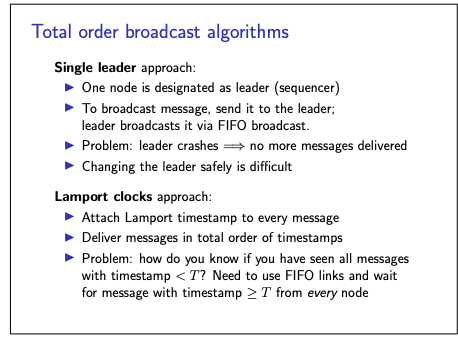 Total order broadcast algorithms
Single leader approach:
▶ One node is designated as leader (sequencer)
▶ To broadcast message, send it to the leader;
leader broadcasts it via FIFO broadcast.
▶ Problem: leader crashes ⟹ no more messages delivered
▶ Changing the leader safely is difficult
Lamport clocks approach:
▶ Attach Lamport timestamp to every message
▶ Deliver messages in total order of timestamps
▶ Problem: how do you know if you have seen all messages
with timestamp < T? Need to use FIFO links and wait
for message with timestamp ≥ T from every node